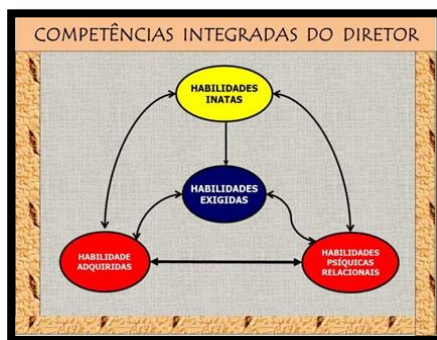 COMPETÊNCIAS INTEGRADAS DO DIRETOR
HABILIDADES
INATAS
HABILIDADES
EXIGIDAS
HABILIDADE
ADQUIRIDAS
HABILIDADES
PSÍQUICAS
RELACIONAIS